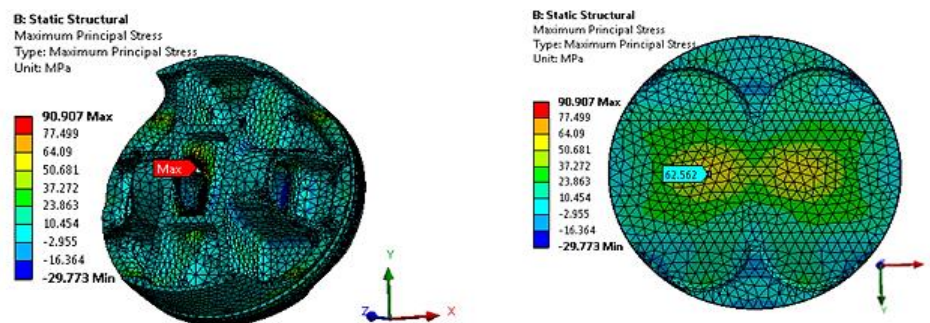 B: Static Structural
Maximum Principal Stress
Type: Maximum Principal Stress
Unit: MPa
90.907 Max
77.499
64.09
50.681
37.272
23.863
10.454
-2.955
-16.364
-29.773 Min
Max
Y
Z
X
B: Static Structural
Maximum Principal Stress
Type: Maximum Principal Stress
Unit: MPa
90.907 Max
77.499
64.09
50.681
37.272
23.863
10.454
-2.955
-16.364
-29.773 Min
62.562
Y